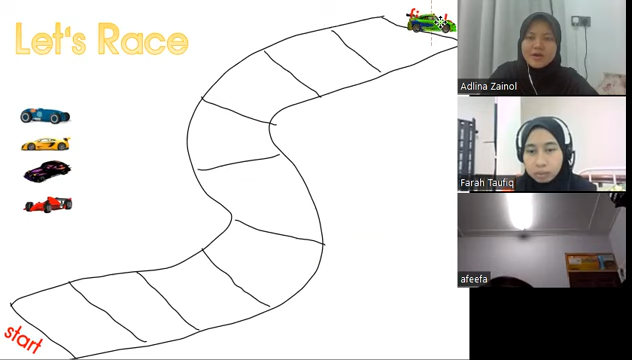 Let's Race
start
Adlina Zainol
Farah Taufiq
afeefa